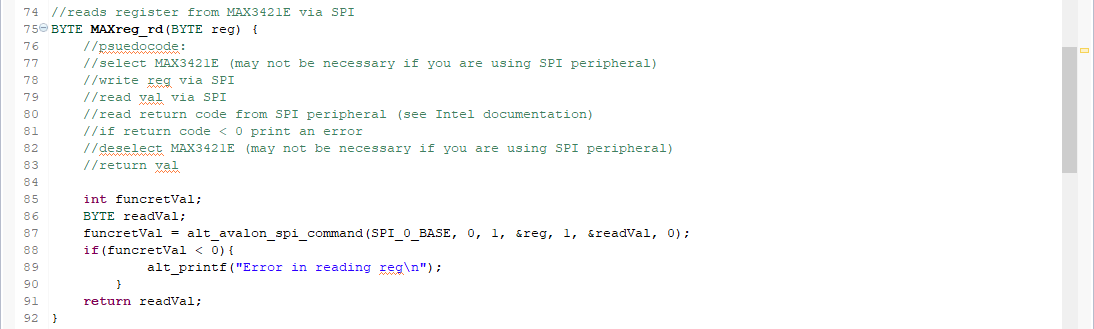 74 //reads register from MAX3421E via SPI
75 BYTE MAXreg_rd(BYTE reg) {
76     //psuedocode:
77     //select MAX3421E (may not be necessary if you are using SPI peripheral)
78     //write reg via SPI
79     //read val via SPI
80     //read return code from SPI peripheral (see Intel documentation)
81     //if return code < 0 print an error
82     //deselect MAX3421E (may not be necessary if you are using SPI peripheral)
83     //return val
84
85     int funcretVal;
86     BYTE readVal;
87     funcretVal = alt_avalon_spi_command(SPI_0_BASE, 0, 1, &reg, 1, &readVal, 0);
88     if(funcretVal < 0){
89             alt_printf("Error in reading reg\n");
90         }
91     return readVal;
92 }